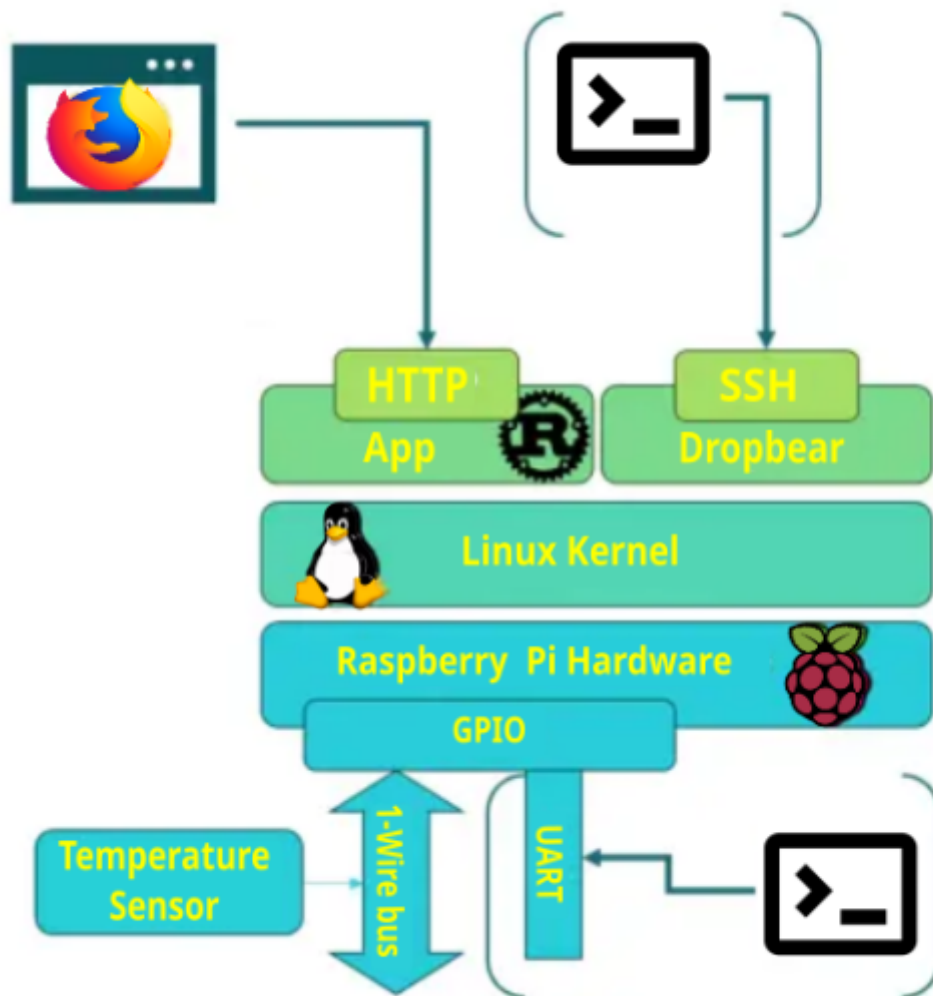 HTTP
App
SSH
Dropbear
Linux Kernel
Raspberry Pi Hardware
GPIO
1-Wire bus
UART
Temperature
Sensor